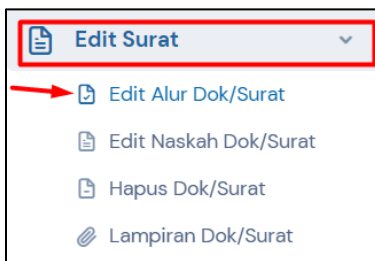 Edit Surat
Edit Alur Dok/Surat
Edit Naskah Dok/Surat
Hapus Dok/Surat
Lampiran Dok/Surat